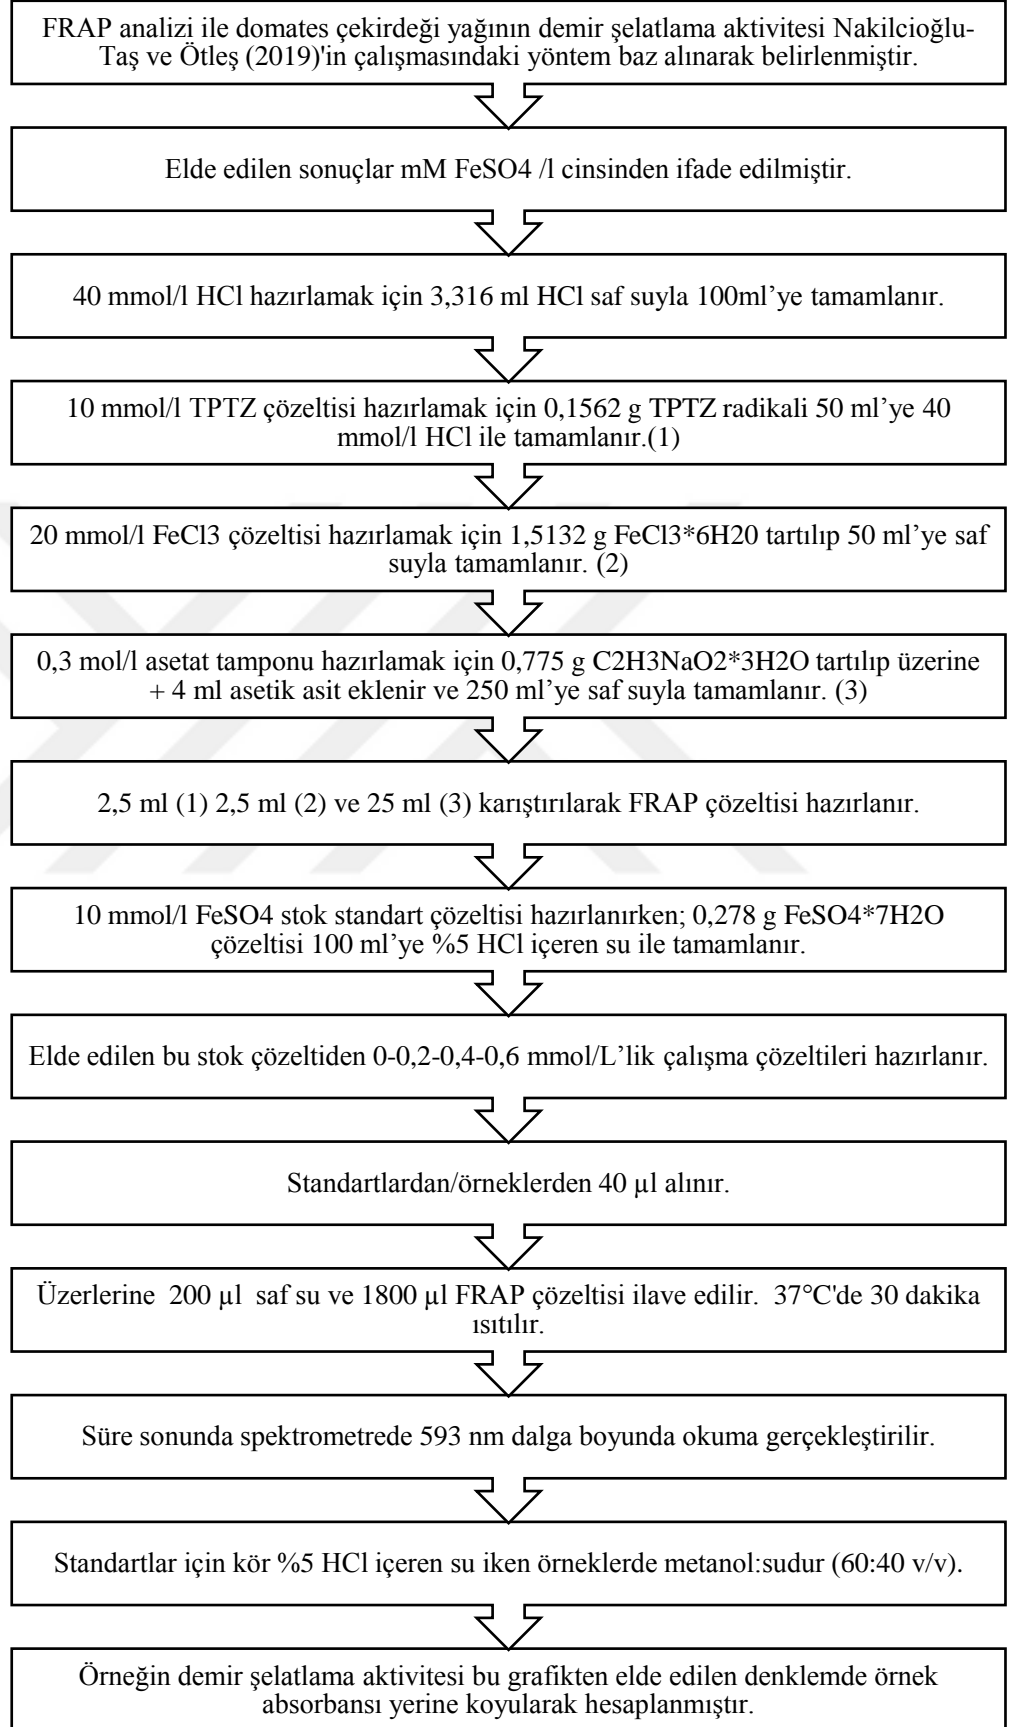 FRAP analizi ile domates çekirdeği yağının demir şelatlama aktivitesi Nakilcioğlu-
Taş ve Ötleş (2019)'in çalışmasındaki yöntem baz alınarak belirlenmiştir.
Elde edilen sonuçlar mM FeSO4 /l cinsinden ifade edilmiştir.
40 mmol/l HCl hazırlamak için 3,316 ml HCl saf suyla 100ml’ye tamamlanır.
10 mmol/l TPTZ çözeltisi hazırlamak için 0,1562 g TPTZ radikali 50 ml’ye 40
mmol/l HCl ile tamamlanır.(1)
20 mmol/l FeCl3 çözeltisi hazırlamak için 1,5132 g FeCl3*6H20 tartılıp 50 ml’ye saf
suyla tamamlanır. (2)
0,3 mol/l asetat tamponu hazırlamak için 0,775 g C2H3NaO2*3H2O tartılıp üzerine
+ 4 ml asetik asit eklenir ve 250 ml’ye saf suyla tamamlanır. (3)
2,5 ml (1) 2,5 ml (2) ve 25 ml (3) karıştırılarak FRAP çözeltisi hazırlanır.
10 mmol/l FeSO4 stok standart çözeltisi hazırlanırken; 0,278 g FeSO4*7H2O
çözeltisi 100 ml’ye %5 HCl içeren su ile tamamlanır.
Elde edilen bu stok çözeltiden 0-0,2-0,4-0,6 mmol/L’lik çalışma çözeltileri hazırlanır.
Standartlardan/örneklerden 40 µl alınır.
Üzerlerine 200 µl saf su ve 1800 µl FRAP çözeltisi ilave edilir. 37°C'de 30 dakika
ısıtılır.
Süre sonunda spektrometrede 593 nm dalga boyunda okuma gerçekleştirilir.
Standartlar için kör %5 HCl içeren su iken örneklerde metanol:sudur (60:40 v/v).
Örneğin demir şelatlama aktivitesi bu grafikten elde edilen denklemde örnek
absorbansı yerine koyularak hesaplanmıştır.